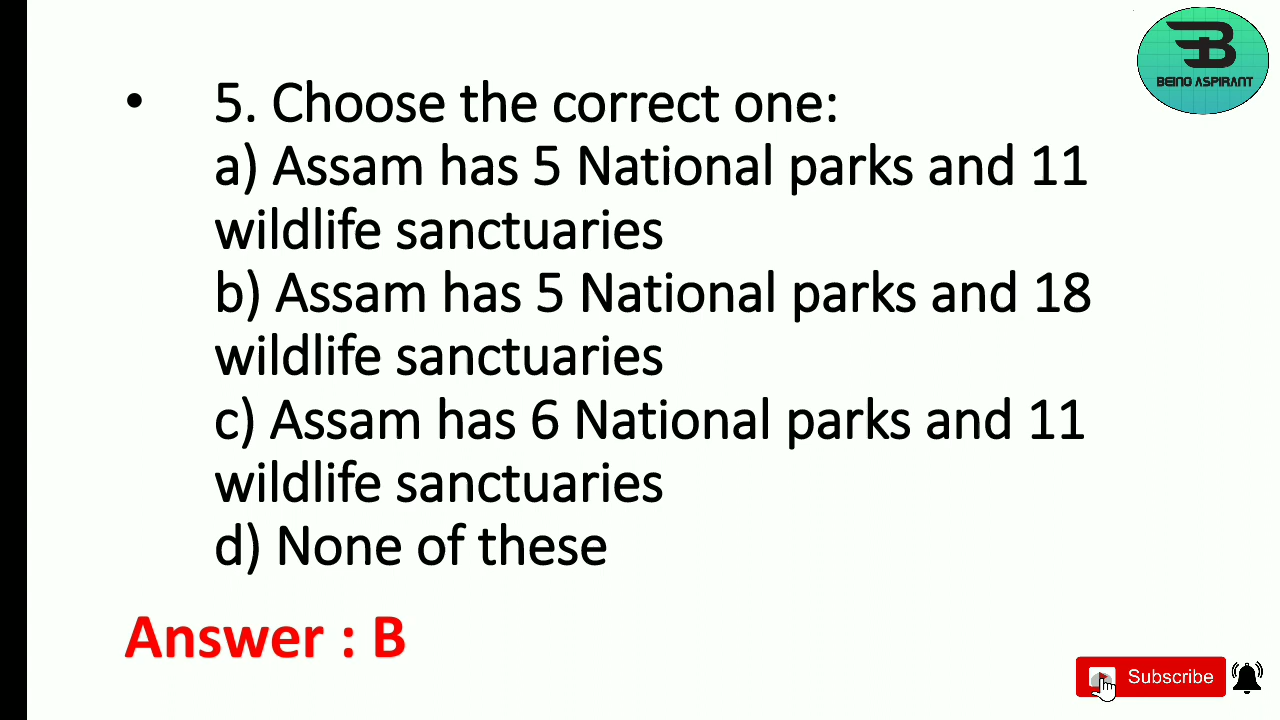 BEING ASPIRANT
• 5. Choose the correct one:
a) Assam has 5 National parks and 11
wildlife sanctuaries
b) Assam has 5 National parks and 18
wildlife sanctuaries
c) Assam has 6 National parks and 11
wildlife sanctuaries
d) None of these
Answer : B
Subscribe